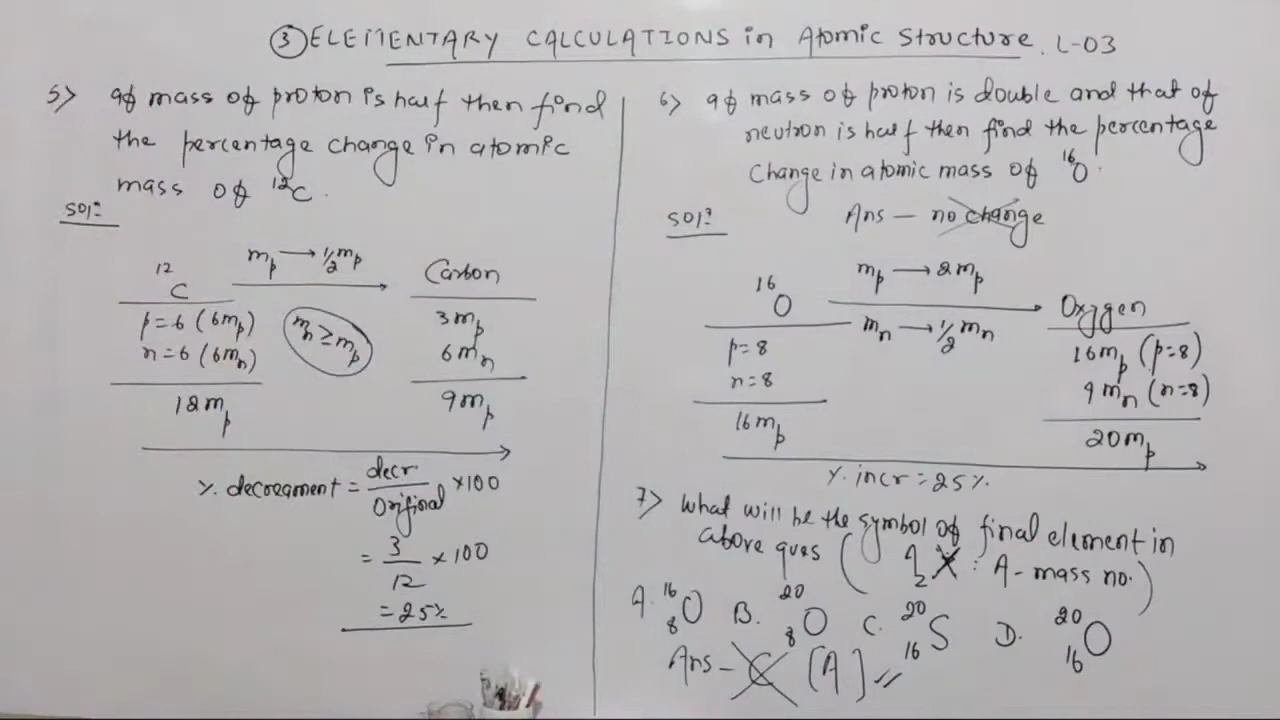 ③ ELEMENTARY CALCULATIONS in Atomic Structure. L-03
5> If mass of proton is half then find
the percentage change in atomic
mass of ¹²C.
Soln:
¹²C
mp → ½mp
Carbon
p=6 (6mp)
n=6 (6mn)
mn ≥ mp
3mp
6mn
12mp
9mp
%. decreament = decr/Original ×100
= 3/12 ×100
= 25%
6> If mass of proton is double and that of
neutron is half then find the percentage
change in atomic mass of ¹⁶O.
Soln:
Ans — no change
¹⁶O
mp → 2mp
mn → ½mn
Oxygen
p=8
n=8
16mp (p=8)
4mn (n=8)
16mp
20mp
%. incr = 25%.
7> What will be the symbol of final element in
above ques ( A Z X : A - mass no. )
A. ¹⁶₈O B. ²⁰₈O C. ²⁰₁₆S D. ²⁰₁₆O
Ans – C [A]